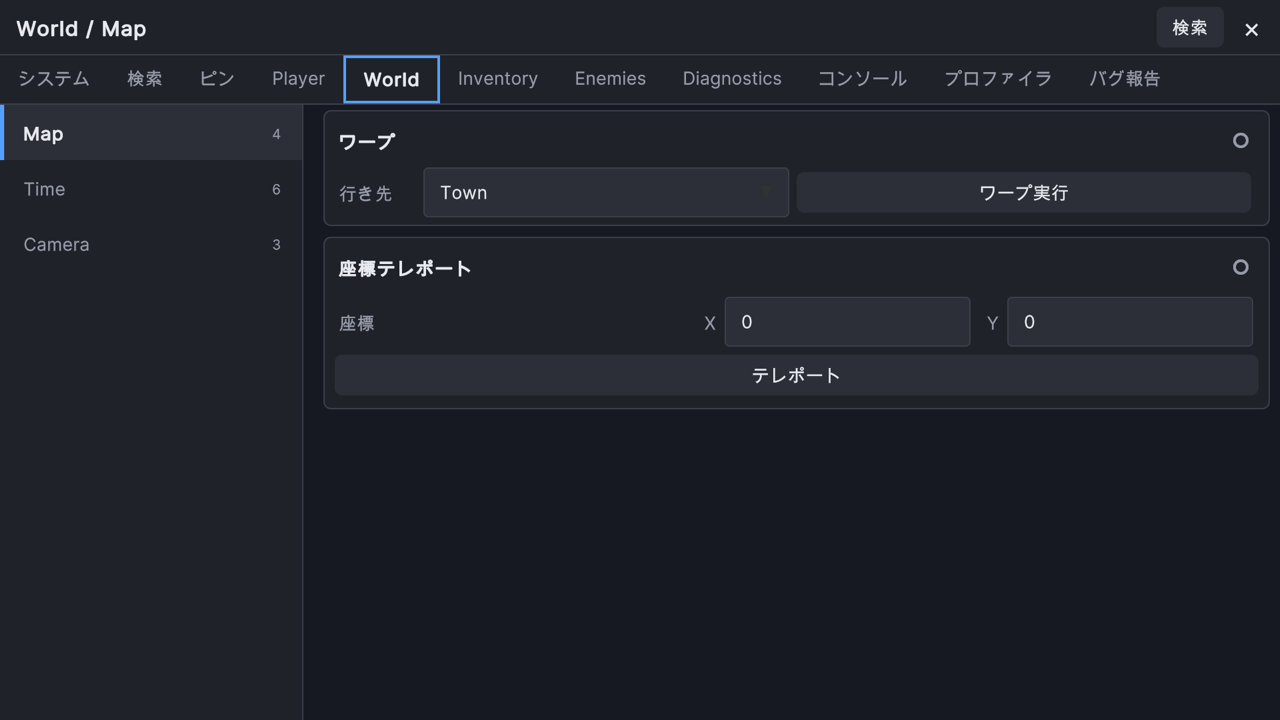 World / Map
検索
×
システム 検索 ピン Player World Inventory Enemies Diagnostics コンソール プロファイラ バグ報告
Map 4
Time 6
Camera 3
ワープ
行き先 Town ワープ実行
座標テレポート
座標 X 0 Y 0
テレポート